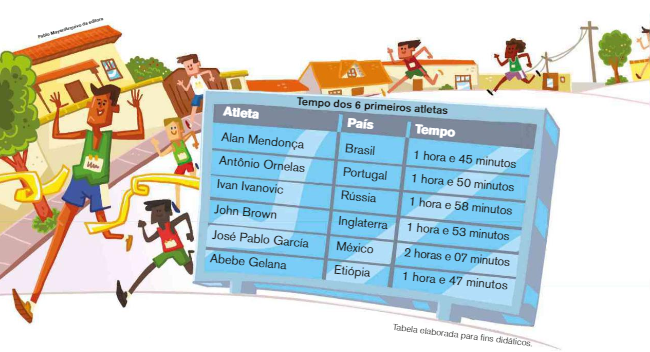 Pablo Mayer/Arquivo da editora
Tempo dos 6 primeiros atletas
Atleta País Tempo
Alan Mendonça Brasil 1 hora e 45 minutos
Antônio Ornelas Portugal 1 hora e 50 minutos
Ivan Ivanovic Rússia 1 hora e 58 minutos
John Brown Inglaterra 1 hora e 53 minutos
José Pablo García México 2 horas e 07 minutos
Abebe Gelana Etiópia 1 hora e 47 minutos
Tabela elaborada para fins didáticos.